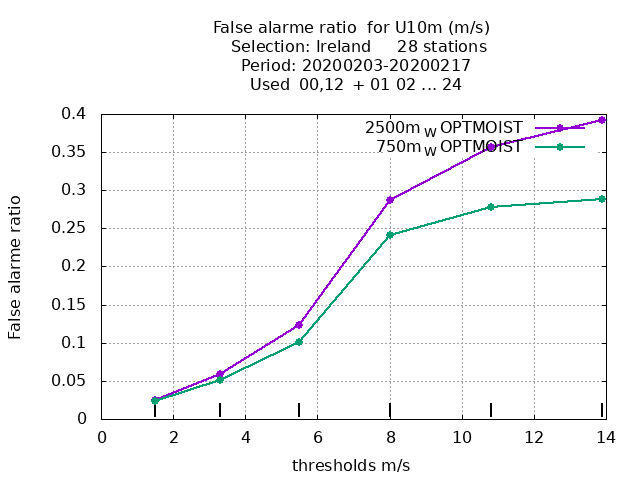 False alarme ratio  for U10m (m/s)
Selection: Ireland     28 stations
Period: 20200203-20200217
Used  00,12  + 01 02 ... 24
2500m_W OPTMOIST
750m_W OPTMOIST
False alarme ratio
0.4
0.35
0.3
0.25
0.2
0.15
0.1
0.05
0
0 2 4 6 8 10 12 14
thresholds m/s